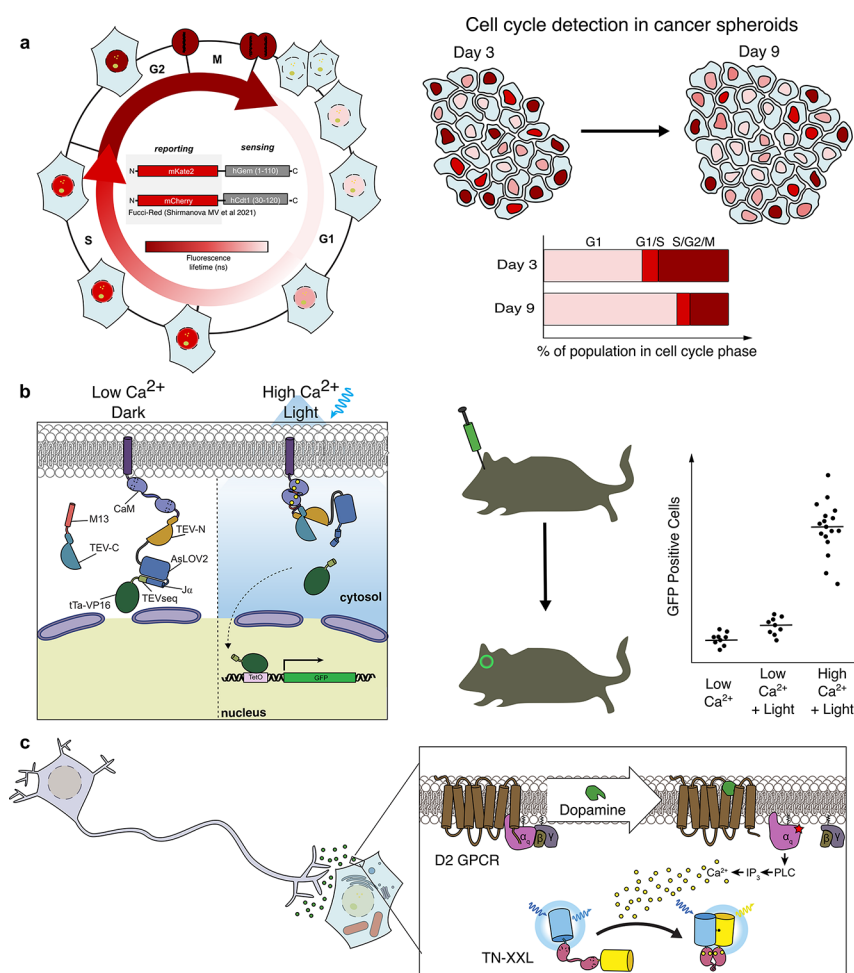 a
G2
M
G1
S
reporting
sensing
N
mKate2
hGem (1-110)
C
N
mCherry
hCdt1 (30-120)
C
Fucci-Red (Shirmanova MV et al 2021)
Fluorescence
lifetime (ns)
Cell cycle detection in cancer spheroids
Day 3
Day 9
G1
G1/S
S/G2/M
Day 3
Day 9
% of population in cell cycle phase
b
Low Ca2+
Dark
High Ca2+
Light
CaM
M13
TEV-N
TEV-C
AsLOV2
Jα
TEVseq
tTa-VP16
cytosol
TetO
GFP
nucleus
GFP Positive Cells
Low
Ca2+
Low
Ca2+
+ Light
High
Ca2+
+ Light
c
Dopamine
D2 GPCR
αq
β
γ
αq
β
γ
Ca2+
IP3
PLC
TN-XXL